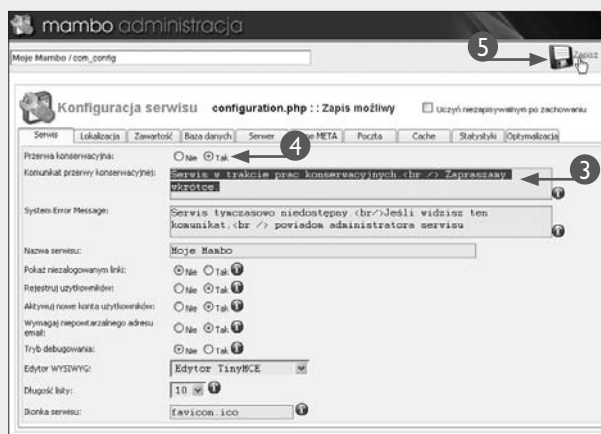 mambo administracja
Moje Mambo / com_config
5
Zapisz
Konfiguracja serwisu configuration.php :: Zapis możliwy Uczyń niezapisywalnym po zachowaniu
Serwis Lokalizacja Zawartość Baza danych Serwer META Poczta Cache Statystyki Optymalizacja
Przerwa konserwacyjna: Nie Tak 4
Komunikat przerwy konserwacyjnej: Serwis w trakcie prac konserwacyjnych <br /> Zapraszamy
wkrótce. 3
System Error Message: Serwis tymczasowo niedostępny.<br/>Jeśli widzisz ten
komunikat,<br /> powiadom administratora serwisu
Nazwa serwisu: Moje Mambo
Pokaż niezalogowanym linki: Nie Tak
Rejestruj użytkowników: Nie Tak
Aktywuj nowe konta użytkowników: Nie Tak
Wymagaj niepowtarzalnego adresu
email: Nie Tak
Tryb debugowania: Nie Tak
Edytor WYSIWYG: Edytor TinyMCE
Długość listy: 10
Ikonka serwisu: favicon.ico